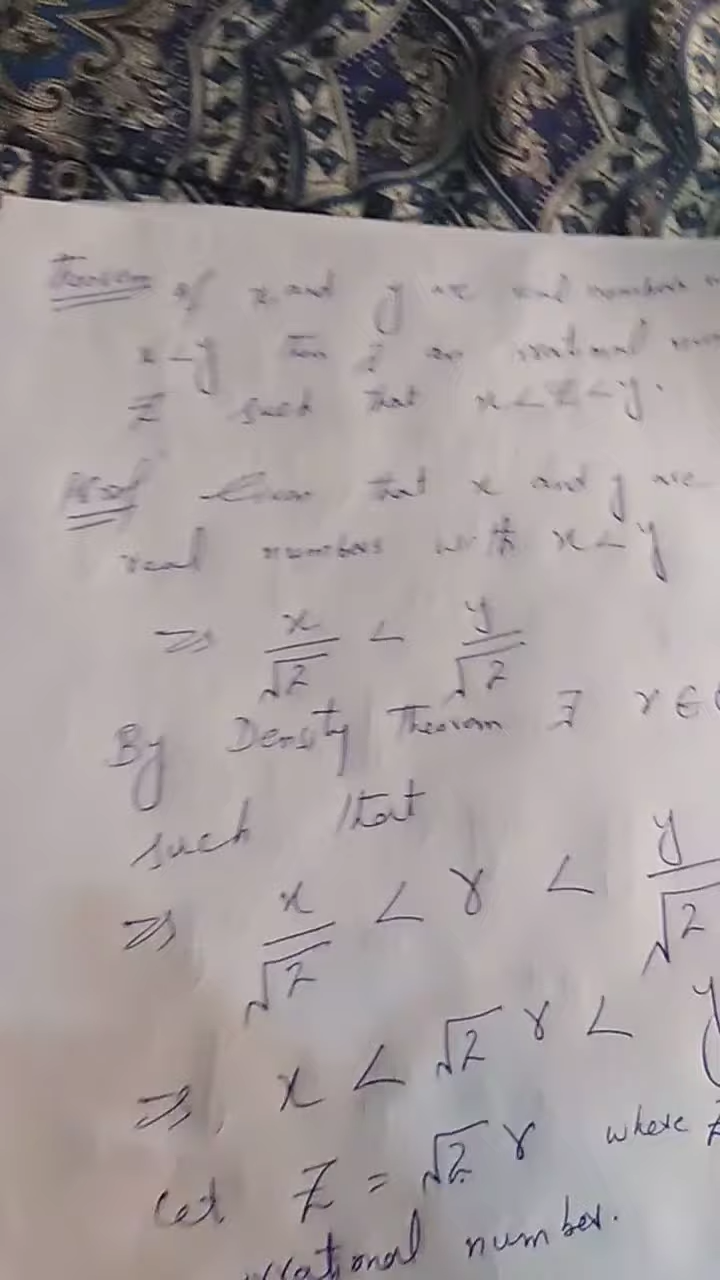 Theorem If x and y are real numbers
x < y then ∃ an irrational
Z such that x < Z < y.
Proof Given that x and y are
real numbers with x < y
⇒ x/√2 < y/√2
By Density Theorem ∃ r ∈
such that
⇒ x/√2 < r < y/√2
⇒ x < √2 r < y
Let Z = √2 r where Z
irrational number.